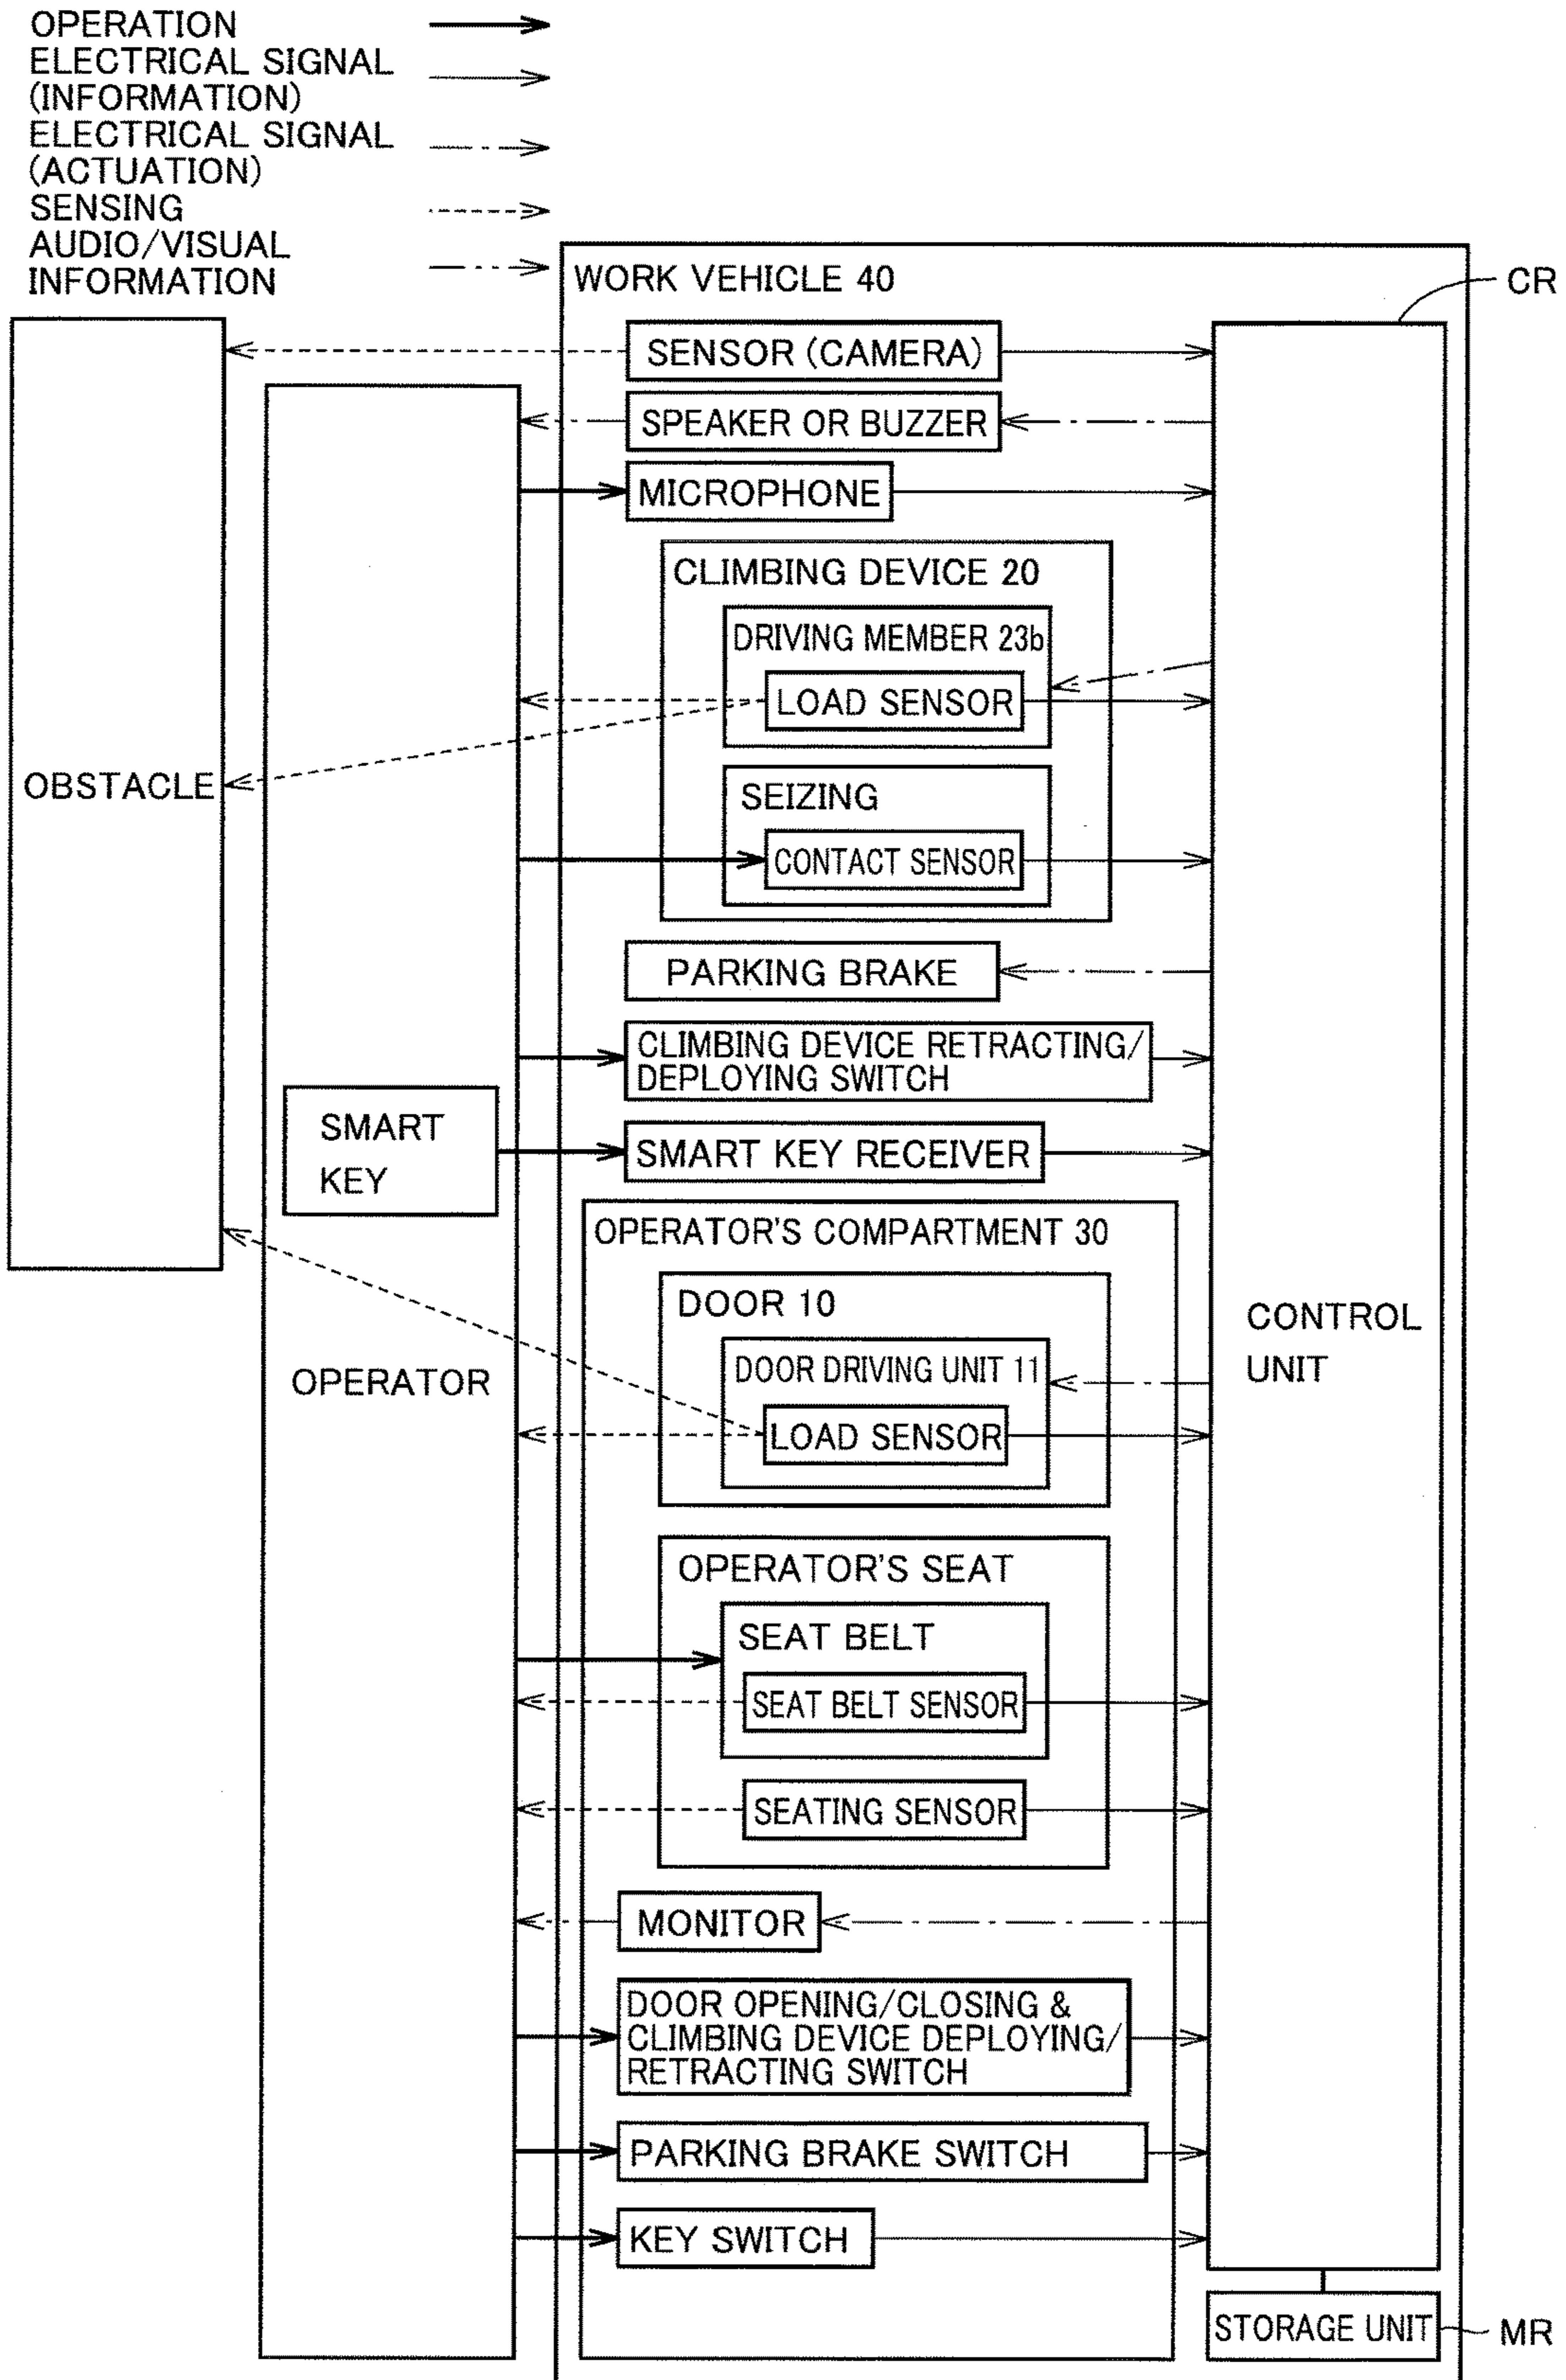 OPERATION
ELECTRICAL SIGNAL
(INFORMATION)
ELECTRICAL SIGNAL
(ACTUATION)
SENSING
AUDIO/VISUAL
INFORMATION
WORK VEHICLE 40
CR
SENSOR (CAMERA)
SPEAKER OR BUZZER
MICROPHONE
CLIMBING DEVICE 20
DRIVING MEMBER 23b
LOAD SENSOR
OBSTACLE
SEIZING
CONTACT SENSOR
PARKING BRAKE
CLIMBING DEVICE RETRACTING/
DEPLOYING SWITCH
SMART
KEY
SMART KEY RECEIVER
OPERATOR'S COMPARTMENT 30
DOOR 10
CONTROL
UNIT
DOOR DRIVING UNIT 11
OPERATOR
LOAD SENSOR
OPERATOR'S SEAT
SEAT BELT
SEAT BELT SENSOR
SEATING SENSOR
MONITOR
DOOR OPENING/CLOSING &
CLIMBING DEVICE DEPLOYING/
RETRACTING SWITCH
PARKING BRAKE SWITCH
KEY SWITCH
STORAGE UNIT
MR